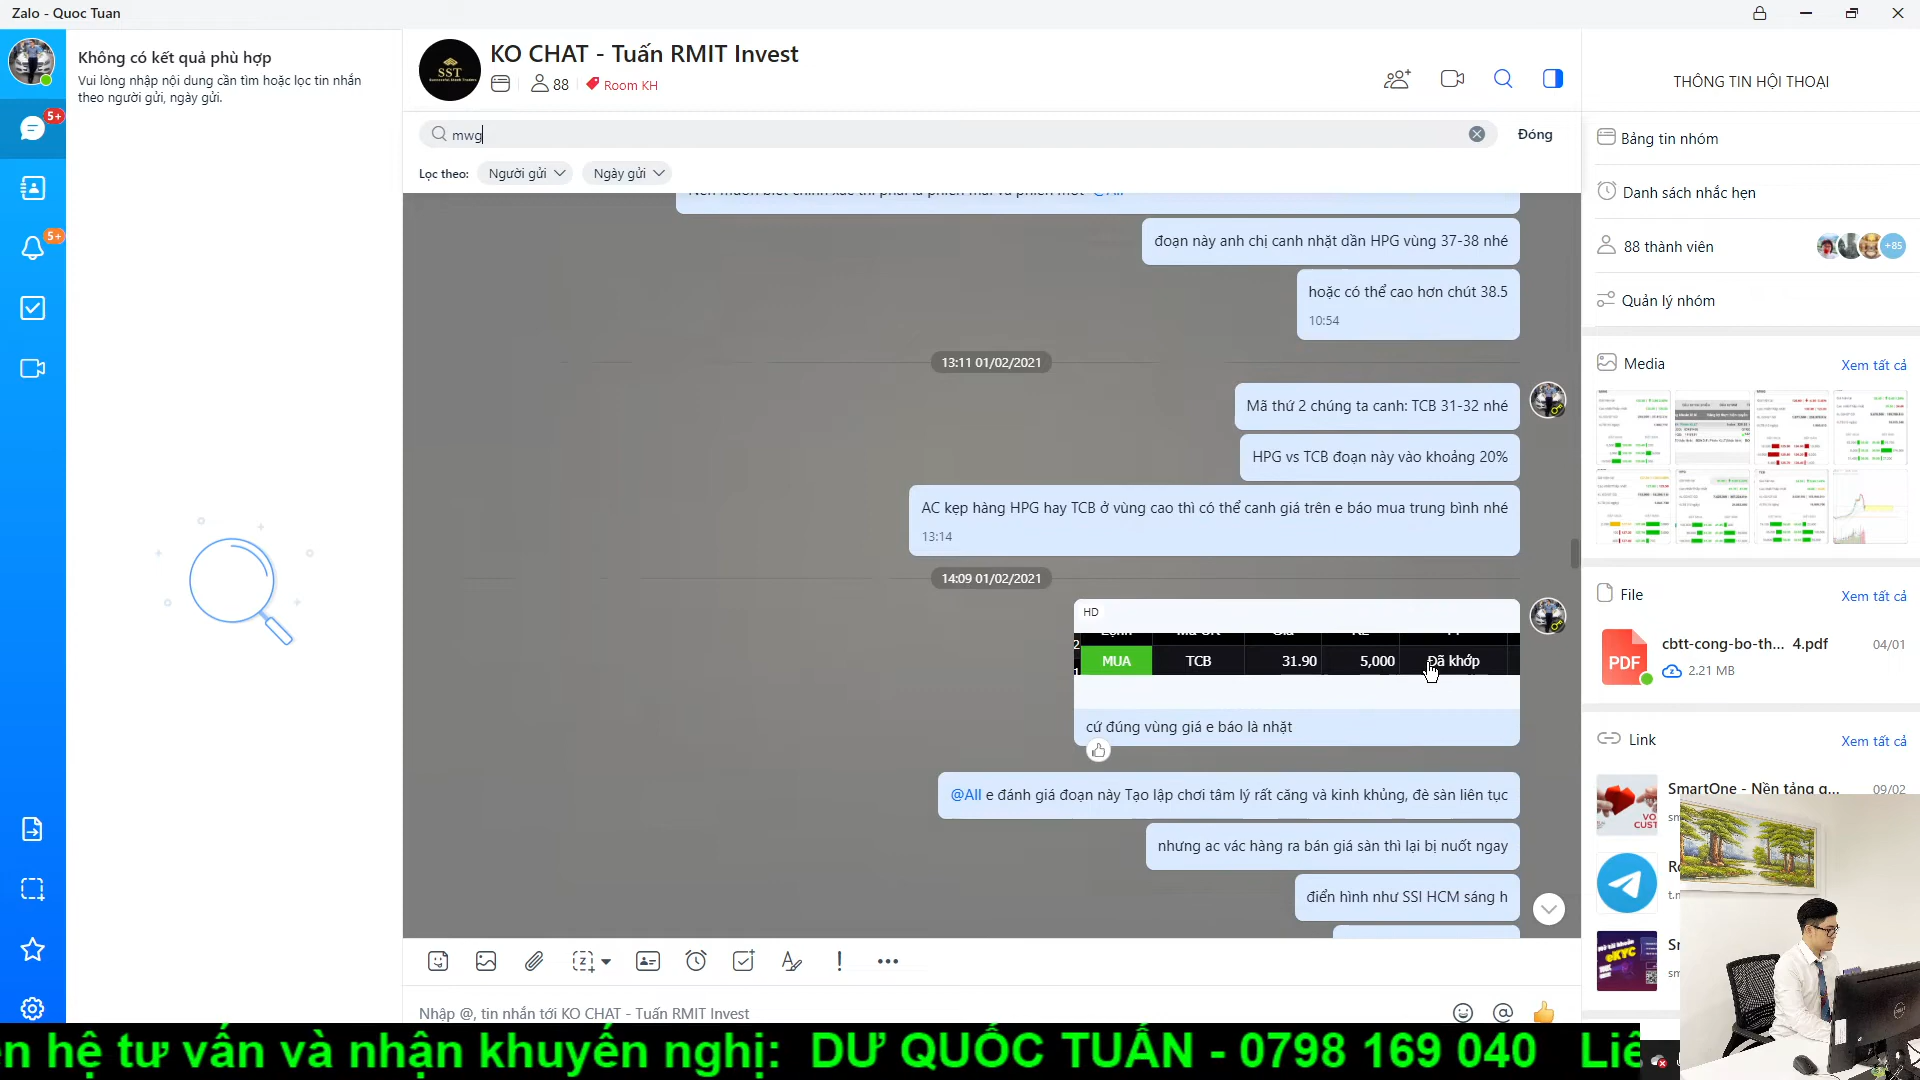 Zalo - Quoc Tuan
Không có kết quả phù hợp
Vui lòng nhập nội dung cần tìm hoặc lọc tin nhắn
theo người gửi, ngày gửi.
5+
5+
SST
KO CHAT - Tuấn RMIT Invest
88
Room KH
mwg
Đóng
Lọc theo:
Người gửi
Ngày gửi
đoạn này anh chị canh nhặt dần HPG vùng 37-38 nhé
hoặc có thể cao hơn chút 38.5
10:54
13:11 01/02/2021
Mã thứ 2 chúng ta canh: TCB 31-32 nhé
HPG vs TCB đoạn này vào khoảng 20%
AC kẹp hàng HPG hay TCB ở vùng cao thì có thể canh giá trên e báo mua trung bình nhé
13:14
14:09 01/02/2021
HD
MUA TCB 31.90 5,000 Đã khớp
cứ đúng vùng giá e báo là nhặt
@All e đánh giá đoạn này Tạo lập chơi tâm lý rất căng và kinh khủng, đè sàn liên tục
nhưng ac vác hàng ra bán giá sàn thì lại bị nuốt ngay
điển hình như SSI HCM sáng h
Nhập @, tin nhắn tới KO CHAT - Tuấn RMIT Invest
THÔNG TIN HỘI THOẠI
Bảng tin nhóm
Danh sách nhắc hẹn
88 thành viên
+85
Quản lý nhóm
Media
Xem tất cả
File
Xem tất cả
PDF
cbtt-cong-bo-th... 4.pdf
04/01
2.21 MB
Link
Xem tất cả
SmartOne - Nền tảng g...
09/02
eKYC
n hệ tư vấn và nhận khuyến nghị: DƯ QUỐC TUẤN - 0798 169 040 Liê